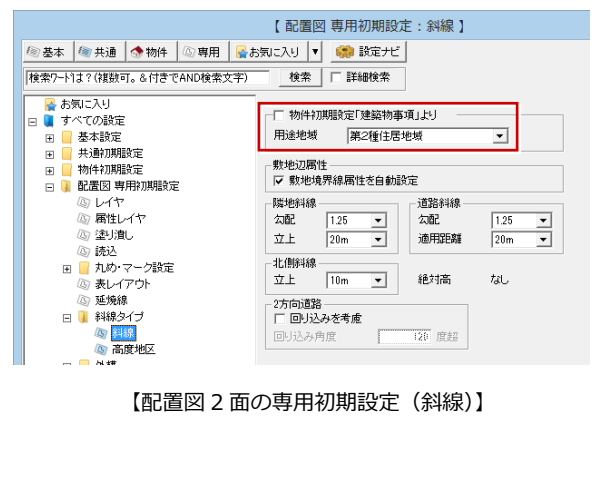 【 配置図 専用初期設定：斜線 】
基本 共通 物件 専用 お気に入り ▼ 設定ナビ
検索ワードは？(複数可。＆付きでAND検索文字) 検索 詳細検索
お気に入り
すべての設定
基本設定
共通初期設定
物件初期設定
配置図 専用初期設定
レイヤ
属性レイヤ
塗り潰し
読込
丸め・マーク設定
表レイアウト
延焼線
斜線タイプ
斜線
高度地区
外構
物件初期設定「建築物事項」より
用途地域 第2種住居地域
敷地辺属性
敷地境界線属性を自動設定
隣地斜線
勾配 1.25
立上 20m
道路斜線
勾配 1.25
適用距離 20m
北側斜線
立上 10m
絶対高 なし
2方向道路
回り込みを考慮
回り込み角度 120 度超
【配置図 2 面の専用初期設定（斜線）】